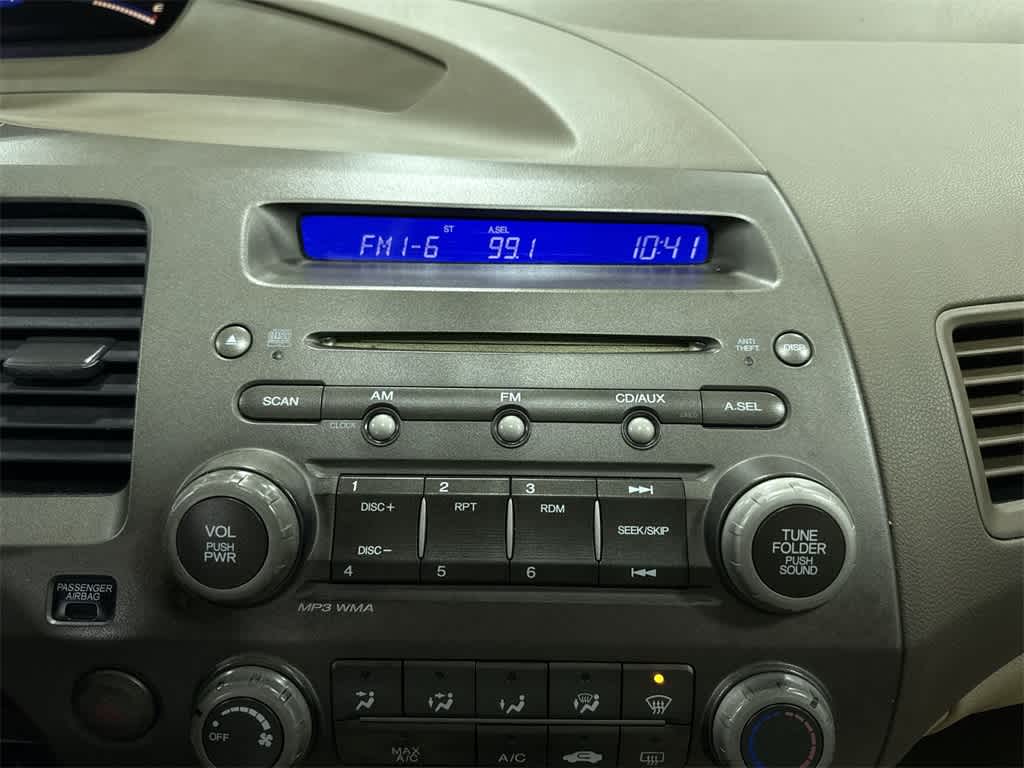 ST A.SEL
FM1-6 99.1 10:41
ANTI
THEFT
DISP
SCAN
AM
FM
CD/AUX
A.SEL
CLOCK
1
2
3
DISC+
RPT
RDM
SEEK/SKIP
DISC-
4
5
6
VOL
PUSH
PWR
TUNE
FOLDER
PUSH
SOUND
PASSENGER
AIRBAG
MP3 WMA
OFF
MAX
A/C
A/C